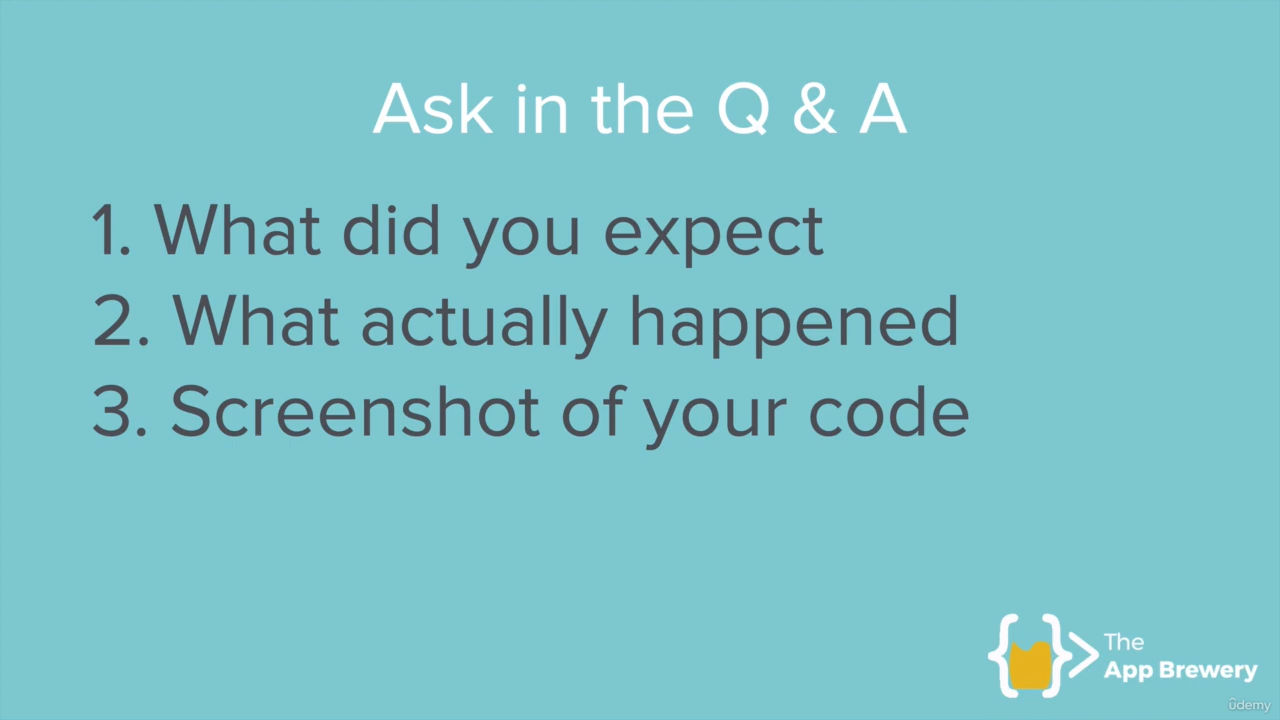 Ask in the Q & A
1. What did you expect
2. What actually happened
3. Screenshot of your code
The
App Brewery
ûdemy